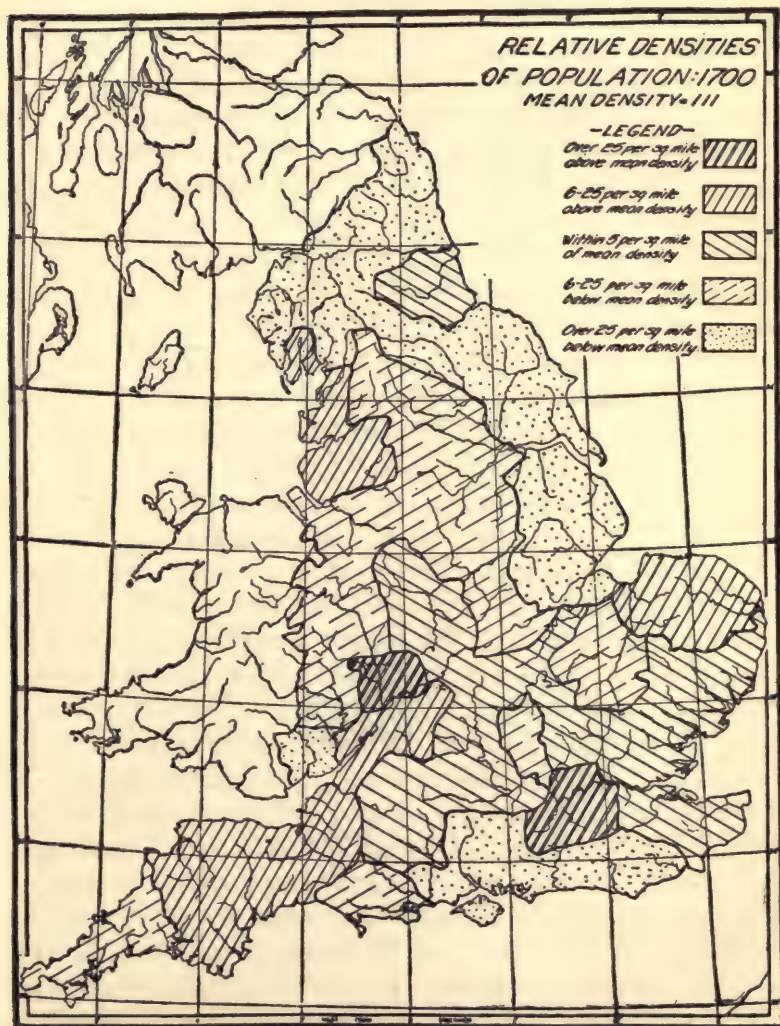 RELATIVE DENSITIES
OF POPULATION: 1700
MEAN DENSITY=111
-LEGEND-
Over 25 per sq mile
above mean density
6-25 per sq mile
above mean density
Within 5 per sq mile
of mean density
6-25 per sq mile
below mean density
Over 25 per sq mile
below mean density